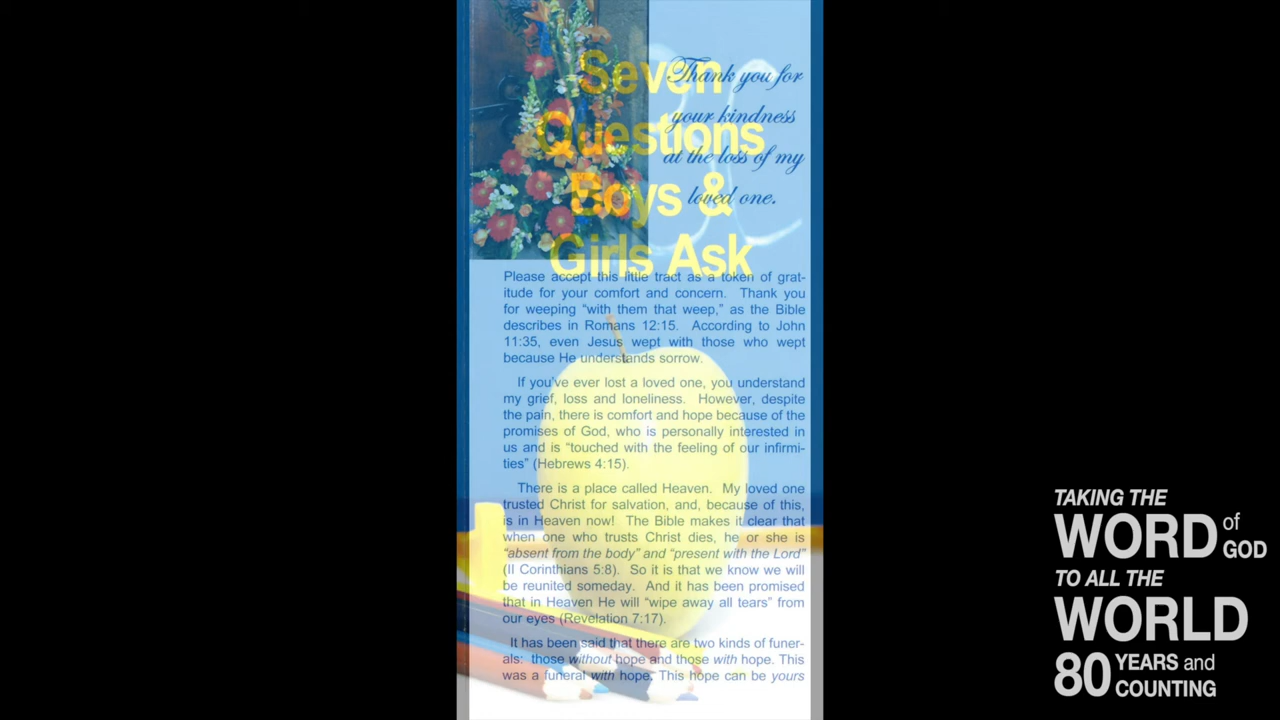 Seven
Questions
Boys &
Girls Ask
Thank you for
your kindness
at the loss of my
loved one.
Please accept this little tract as a token of grat-
itude for your comfort and concern. Thank you
for weeping “with them that weep,” as the Bible
describes in Romans 12:15. According to John
11:35, even Jesus wept with those who wept
because He understands sorrow.
If you’ve ever lost a loved one, you understand
my grief, loss and loneliness. However, despite
the pain, there is comfort and hope because of the
promises of God, who is personally interested in
us and is “touched with the feeling of our infirmi-
ties” (Hebrews 4:15).
There is a place called Heaven. My loved one
trusted Christ for salvation, and, because of this,
is in Heaven now! The Bible makes it clear that
when one who trusts Christ dies, he or she is
“absent from the body” and “present with the Lord”
(II Corinthians 5:8). So it is that we know we will
be reunited someday. And it has been promised
that in Heaven He will “wipe away all tears” from
our eyes (Revelation 7:17).
It has been said that there are two kinds of funer-
als: those without hope and those with hope. This
was a funeral with hope. This hope can be yours
TAKING THE
WORD of GOD
TO ALL THE
WORLD
80 YEARS and
COUNTING